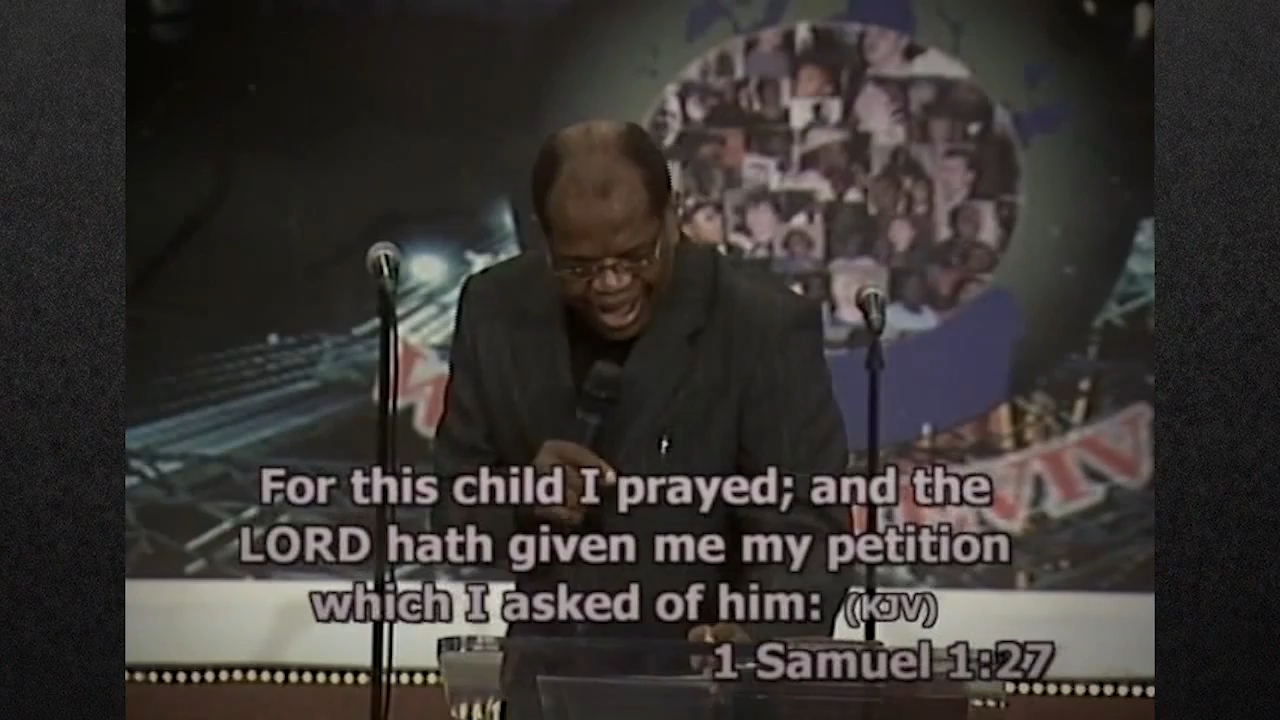 For this child I prayed; and the
LORD hath given me my petition
which I asked of him: (KJV)
1 Samuel 1:27